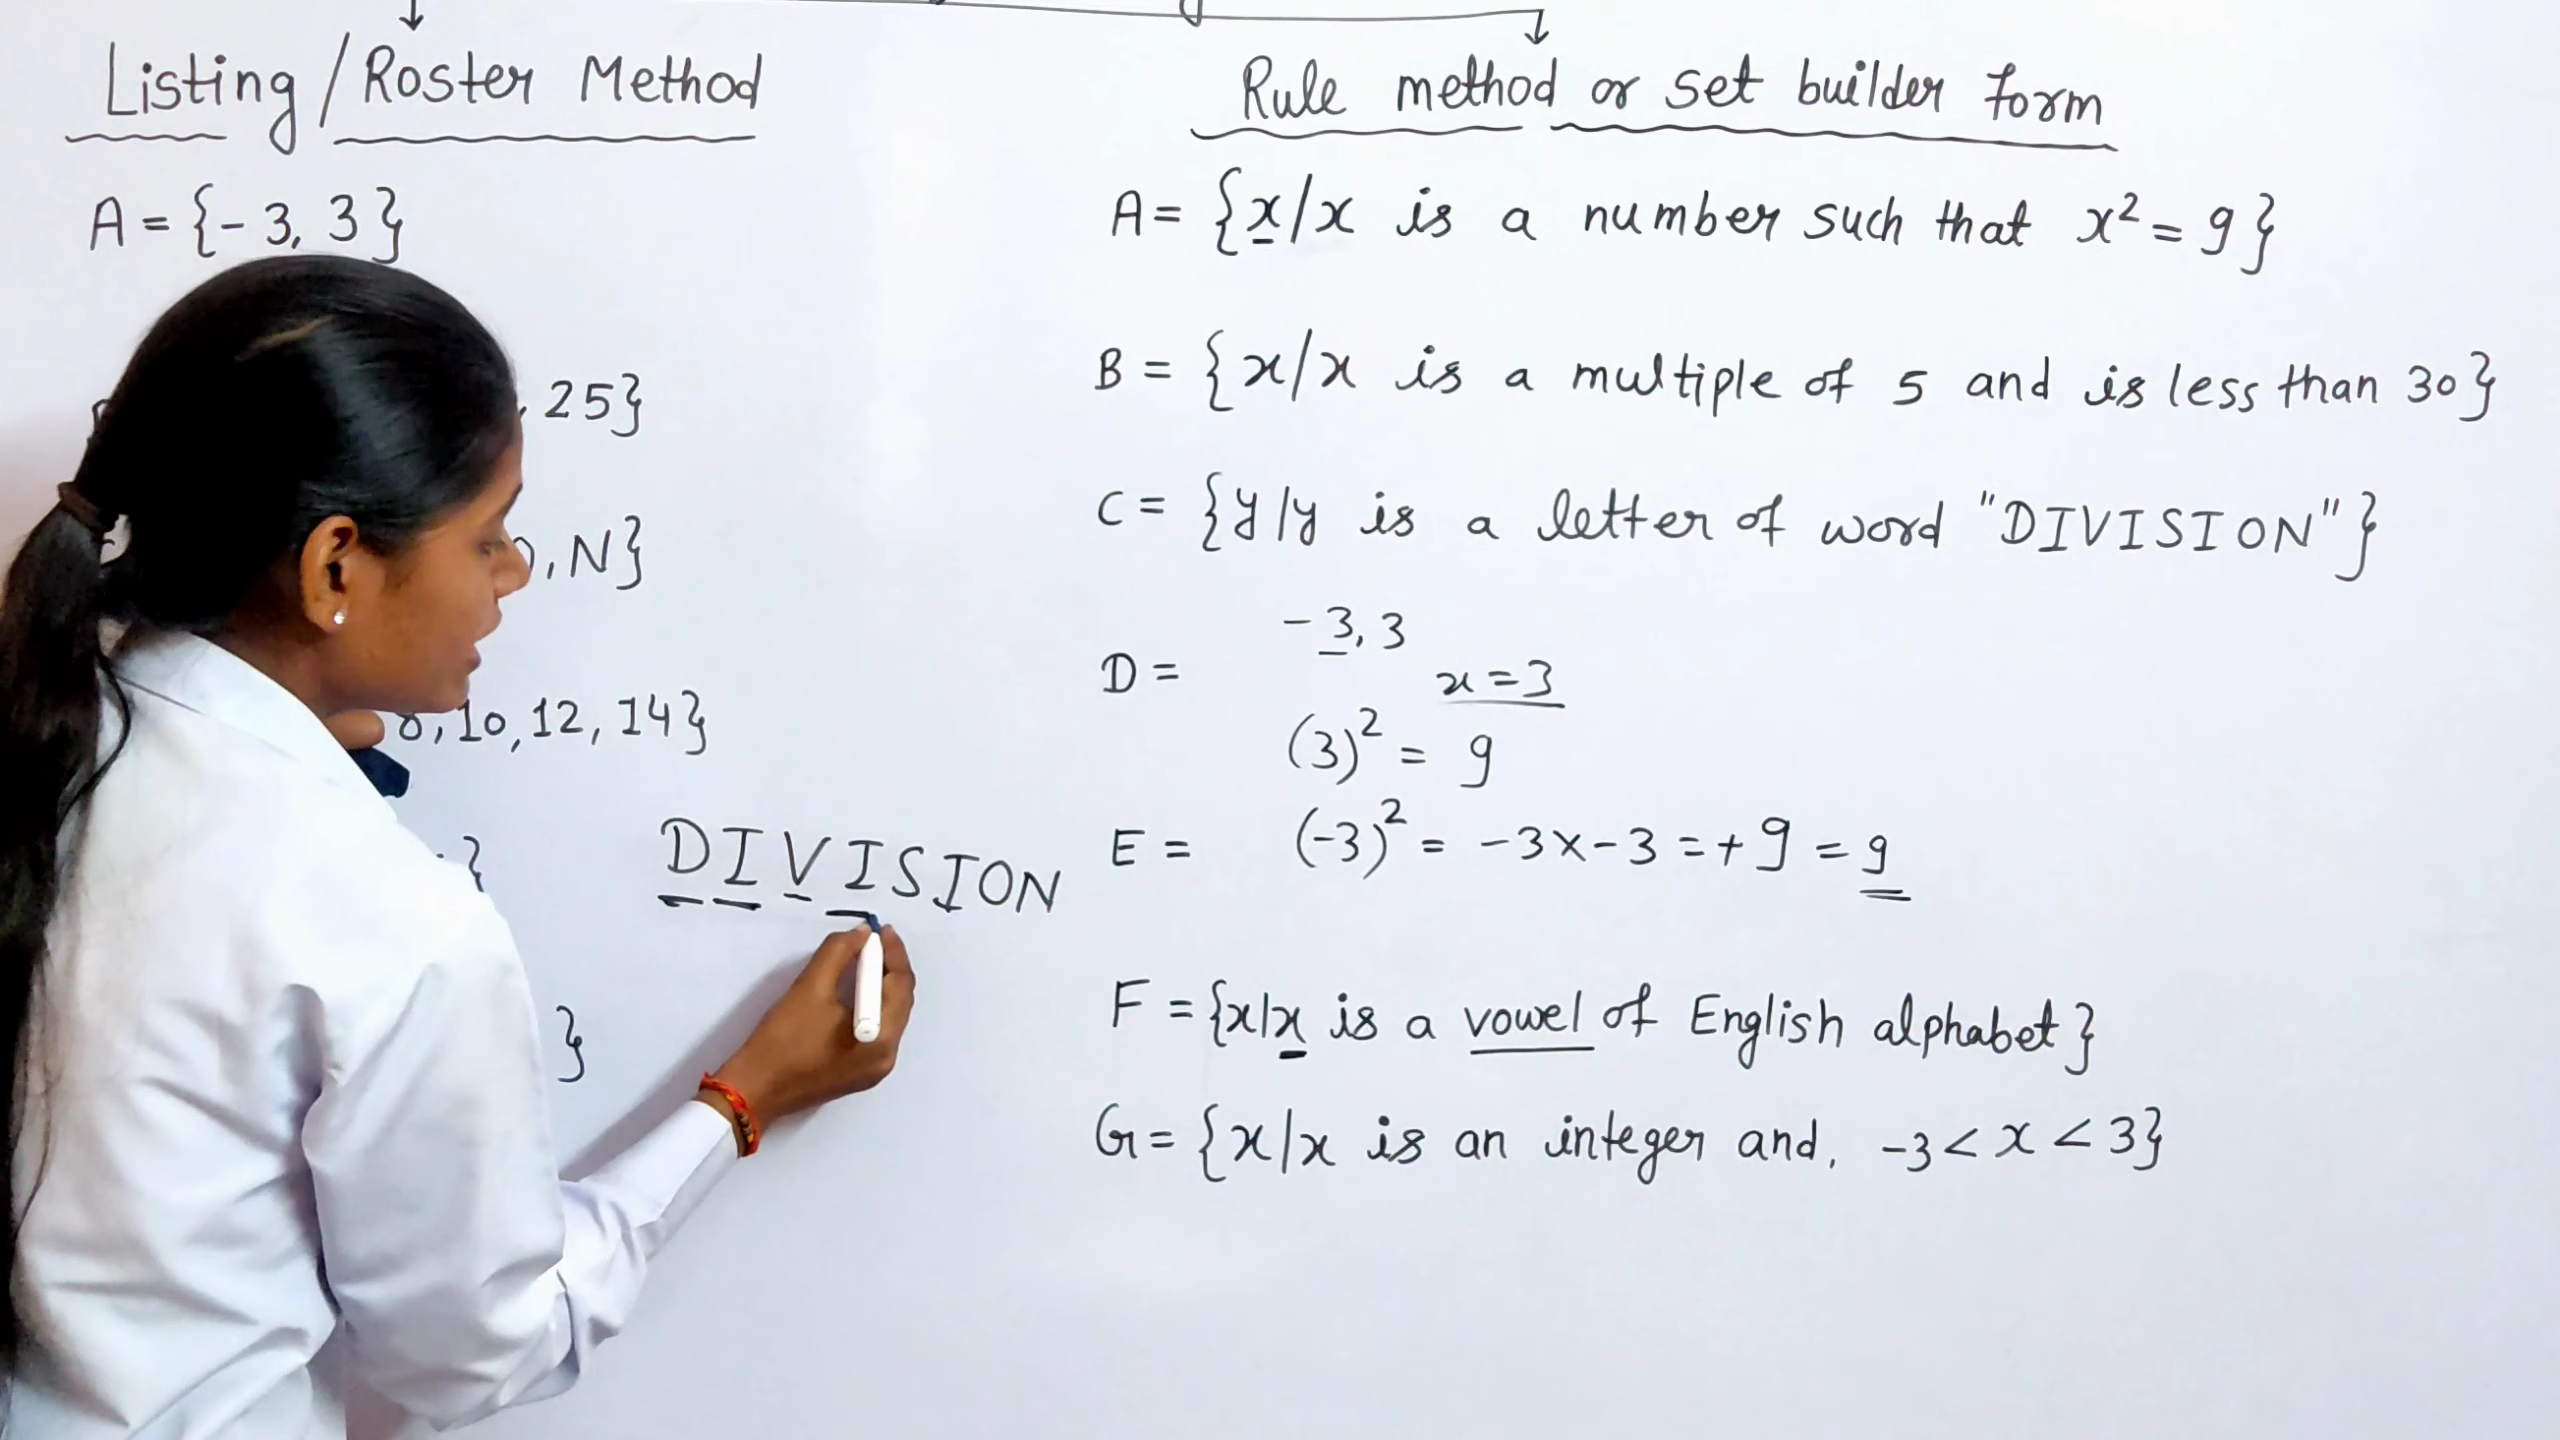 Listing/Roster Method
A = {-3, 3}
, 25}
, N}
8, 10, 12, 14}
}
DIVISION
}
Rule method or set builder form
A = {x/x is a number such that x² = 9}
B = {x/x is a multiple of 5 and is less than 30}
C = {y/y is a letter of word "DIVISION"}
-3, 3
D =
x = 3
(3)² = 9
E =
(-3)² = -3x-3 = +9 = 9
F = {x|x is a vowel of English alphabet}
G = {x/x is an integer and, -3 < x < 3}